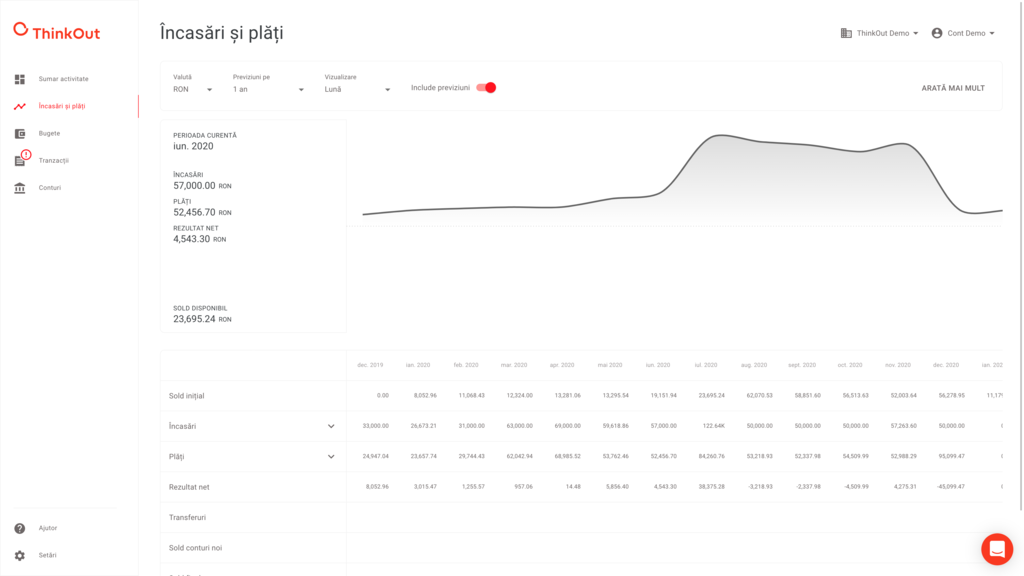 ThinkOut
Încasări și plăți
ThinkOut Demo
Cont Demo
Sumar activitate
Încasări și plăți
Bugete
Tranzacții
Conturi
Ajutor
Setări
Valută
RON
Previziuni pe
1 an
Vizualizare
Lună
Include previziuni
ARATĂ MAI MULT
PERIOADA CURENTĂ
iun. 2020
ÎNCASĂRI
57,000.00 RON
PLĂȚI
52,456.70 RON
REZULTAT NET
4,543.30 RON
SOLD DISPONIBIL
23,695.24 RON
dec. 2019 ian. 2020 feb. 2020 mar. 2020 apr. 2020 mai 2020 iun. 2020 iul. 2020 aug. 2020 sept. 2020 oct. 2020 nov. 2020 dec. 2020 ian. 202
Sold inițial 0.00 8,052.96 11,068.43 12,324.00 13,281.06 13,295.54 19,151.94 23,695.24 62,070.53 58,851.60 56,513.63 52,003.64 56,278.95 11,179
Încasări 33,000.00 26,673.21 31,000.00 63,000.00 69,000.00 59,618.86 57,000.00 122.64K 50,000.00 50,000.00 50,000.00 57,263.60 50,000.00
Plăți 24,947.04 23,657.74 29,744.43 62,042.94 68,985.52 53,762.46 52,456.70 84,260.76 53,218.93 52,337.98 54,509.99 52,988.29 95,099.47
Rezultat net 8,052.96 3,015.47 1,255.57 957.06 14.48 5,856.40 4,543.30 38,375.28 -3,218.93 -2,337.98 -4,509.99 4,275.31 -45,099.47
Transferuri
Sold conturi noi